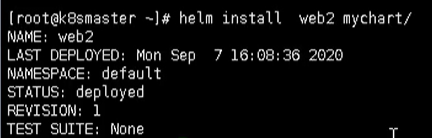 [root@k8smaster ~]# helm install  web2 mychart/
NAME: web2
LAST DEPLOYED: Mon Sep  7 16:08:36 2020
NAMESPACE: default
STATUS: deployed
REVISION: 1
TEST SUITE: None